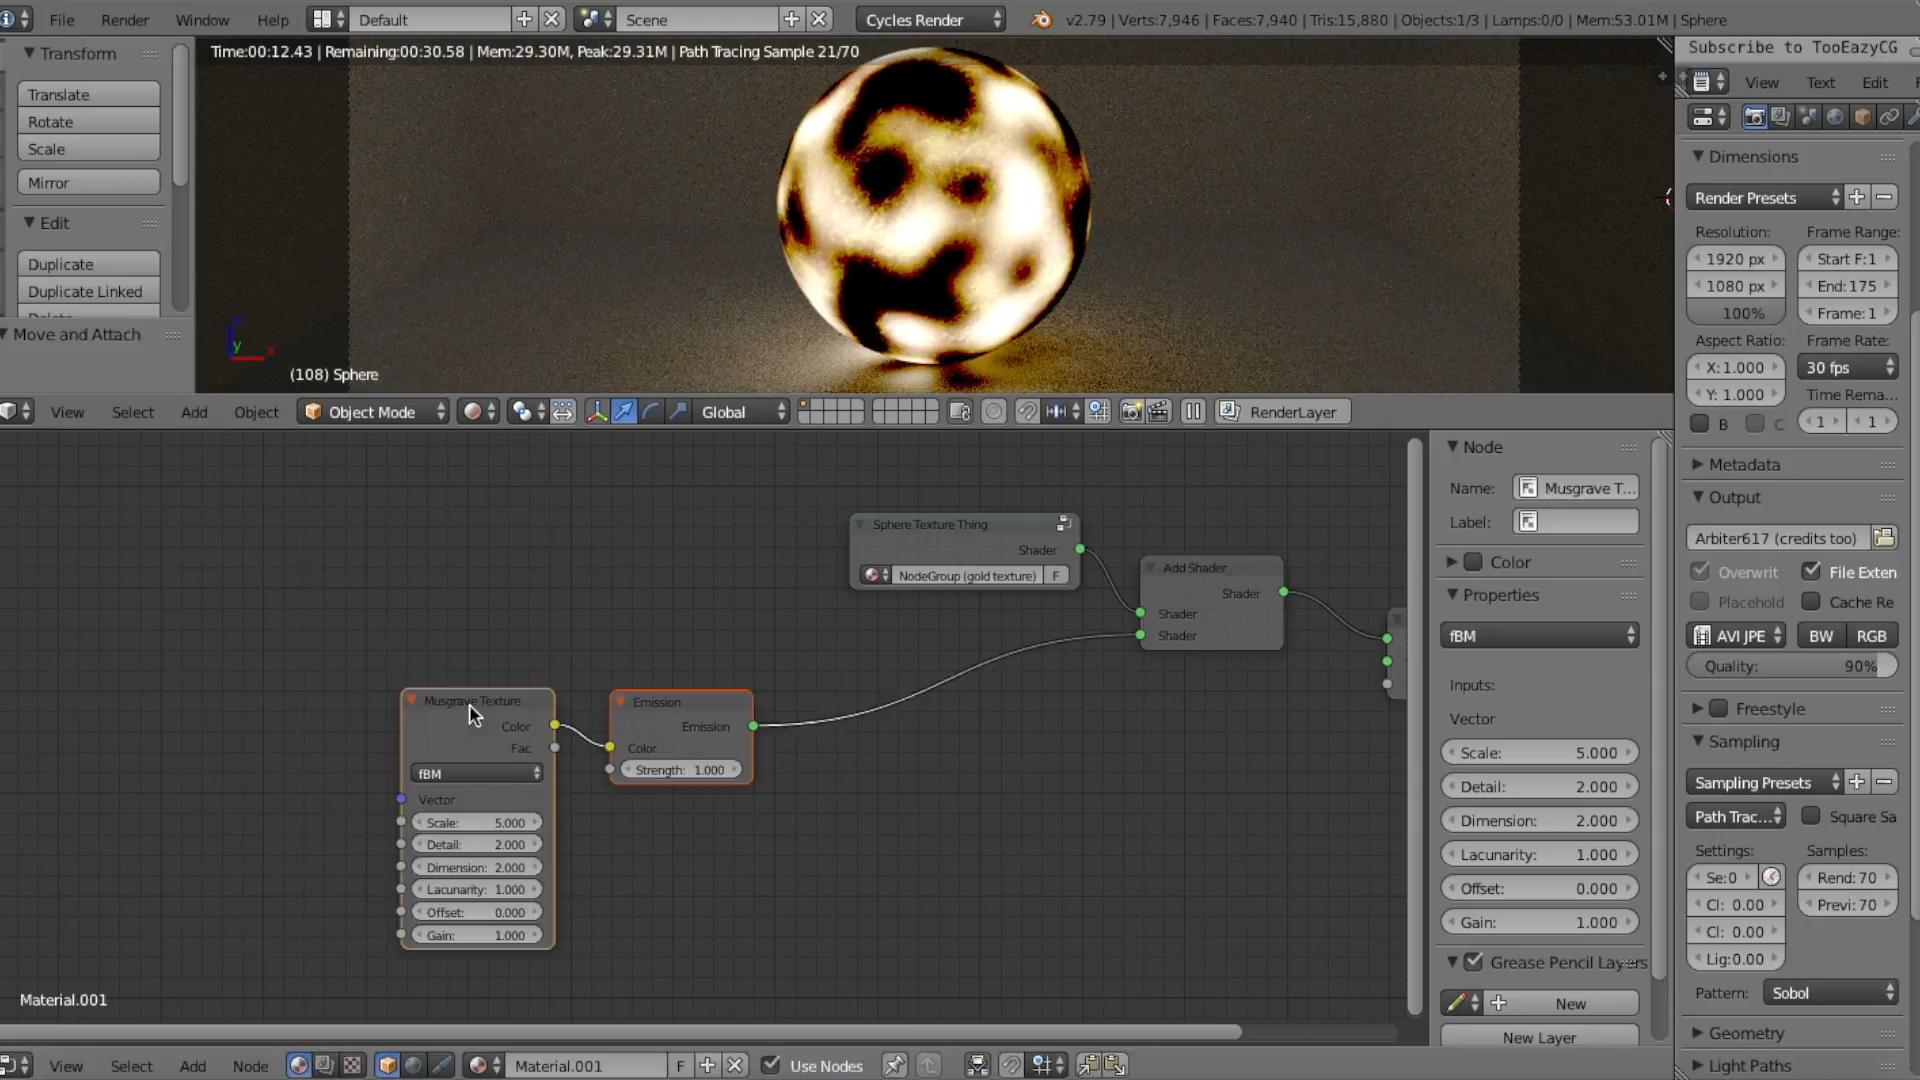 File Render Window Help Default Scene Cycles Render v2.79 | Verts:7,946 | Faces:7,940 | Tris:15,880 | Objects:1/3 | Lamps:0/0 | Mem:53.01M | Sphere
Transform
Translate
Rotate
Scale
Mirror
Edit
Duplicate
Duplicate Linked
Move and Attach
Time:00:12.43 | Remaining:00:30.58 | Mem:29.30M, Peak:29.31M | Path Tracing Sample 21/70
y
x
(108) Sphere
View Select Add Object Object Mode Global RenderLayer
Sphere Texture Thing
Shader
NodeGroup (gold texture) F
Add Shader
Shader
Shader
Shader
Musgrave Texture
Color
Fac
fBM
Vector
Scale: 5.000
Detail: 2.000
Dimension: 2.000
Lacunarity: 1.000
Offset: 0.000
Gain: 1.000
Emission
Emission
Color
Strength: 1.000
Material.001
Node
Name: Musgrave T...
Label:
Color
Properties
fBM
Inputs:
Vector
Scale: 5.000
Detail: 2.000
Dimension: 2.000
Lacunarity: 1.000
Offset: 0.000
Gain: 1.000
Grease Pencil Layers
New
New Layer
View Select Add Node Material.001 F Use Nodes
Subscribe to TooEazyCG
View Text Edit
Dimensions
Render Presets
Resolution: Frame Range:
1920 px Start F:1
1080 px End:175
100% Frame: 1
Aspect Ratio: Frame Rate:
X:1.000 30 fps
Y: 1.000 Time Rema...
B C 1 1
Metadata
Output
Arbiter617 (credits too)
Overwrit File Exten
Placehold Cache Re
AVI JPE BW RGB
Quality: 90%
Freestyle
Sampling
Sampling Presets
Path Trac... Square Sa
Settings: Samples:
Se:0 Rend: 70
Cl: 0.00 Previ: 70
Cl: 0.00
Lig:0.00
Pattern: Sobol
Geometry
Light Paths